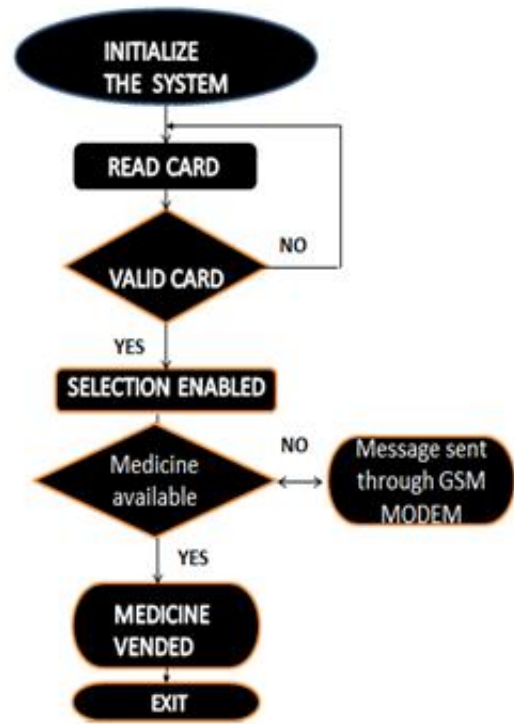 INITIALIZE
THE SYSTEM
READ CARD
NO
VALID CARD
YES
SELECTION ENABLED
Medicine
available
NO
Message sent
through GSM
MODEM
YES
MEDICINE
VENDED
EXIT